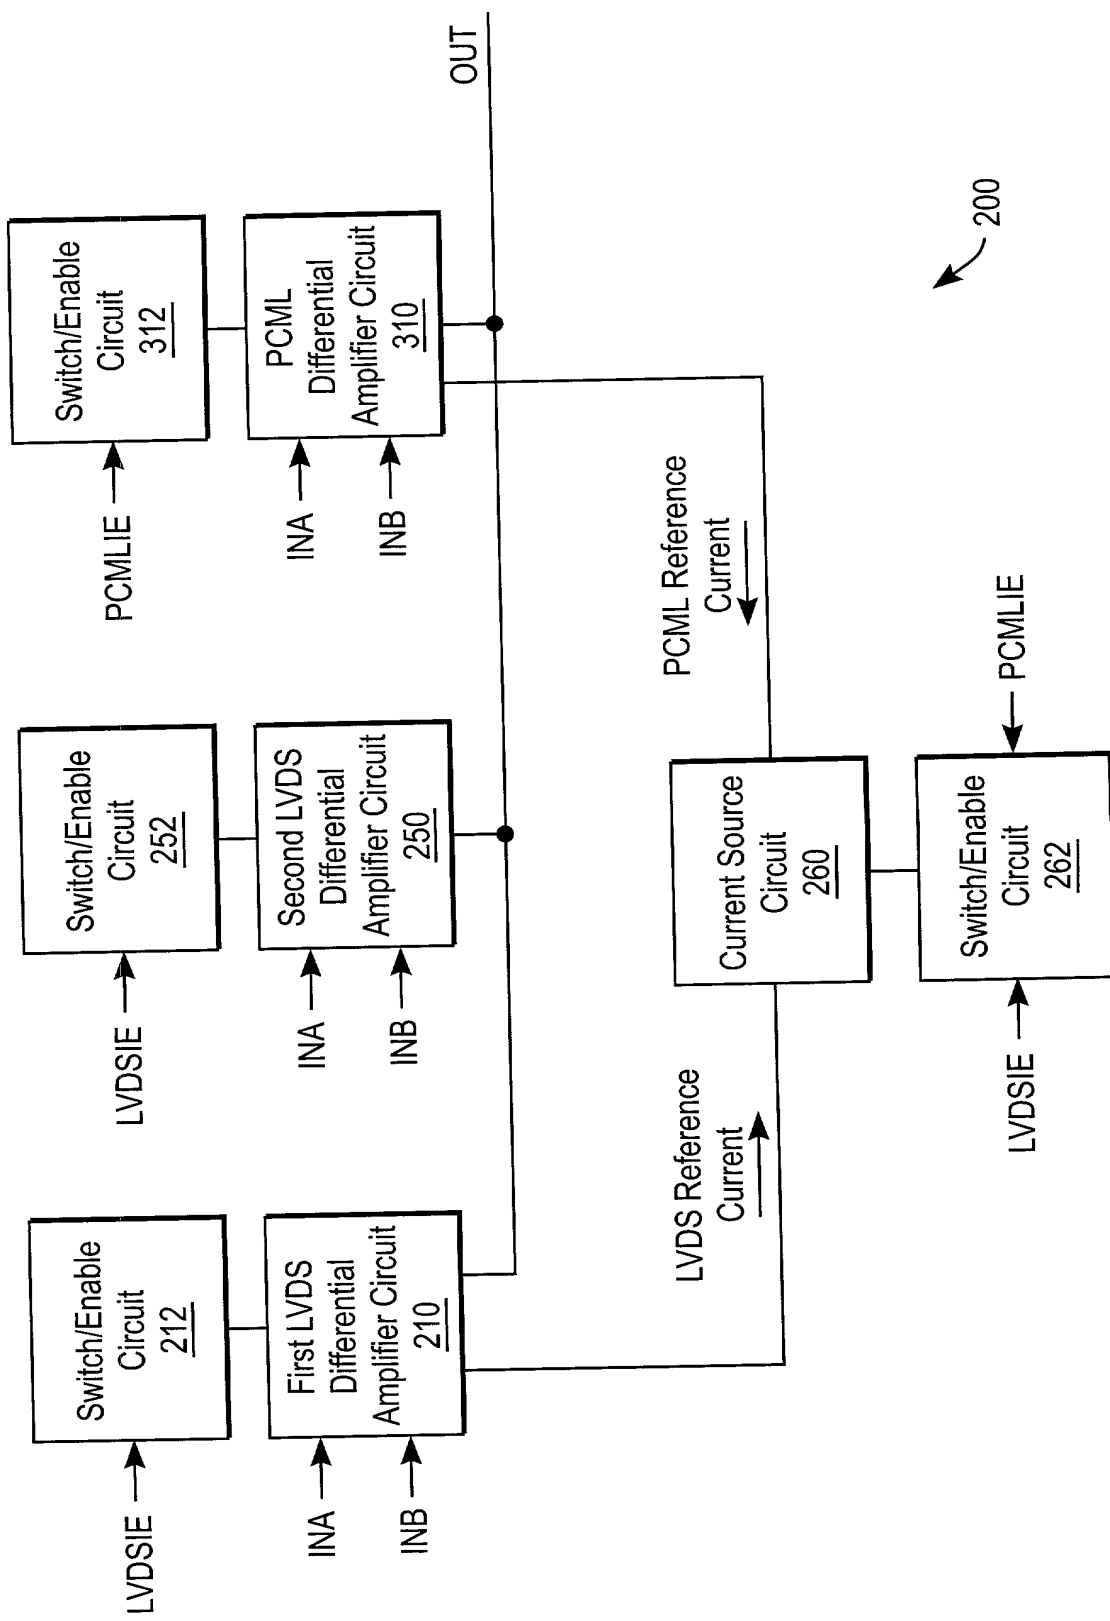 LVDSIE
Switch/Enable
Circuit
212
INA
INB
First LVDS
Differential
Amplifier Circuit
210
LVDSIE
Switch/Enable
Circuit
252
INA
INB
Second LVDS
Differential
Amplifier Circuit
250
PCMLIE
Switch/Enable
Circuit
312
INA
INB
PCML
Differential
Amplifier Circuit
310
OUT
LVDS Reference
Current
Current Source
Circuit
260
PCML Reference
Current
LVDSIE
Switch/Enable
Circuit
262
PCMLIE
200